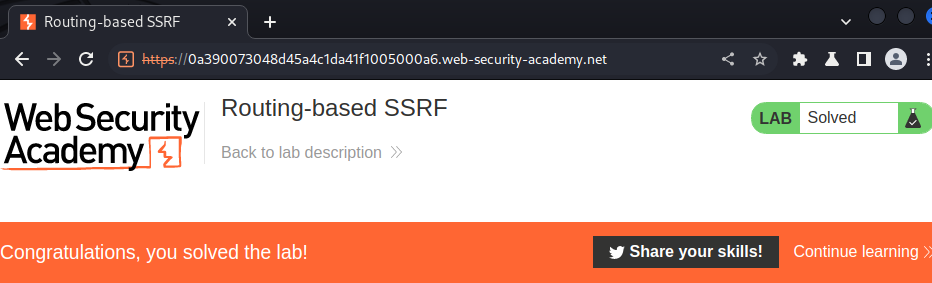 Routing-based SSRF
https://0a390073048d45a4c1da41f1005000a6.web-security-academy.net
Web Security
Academy
Routing-based SSRF
Back to lab description
LAB Solved
Congratulations, you solved the lab!
Share your skills!
Continue learning